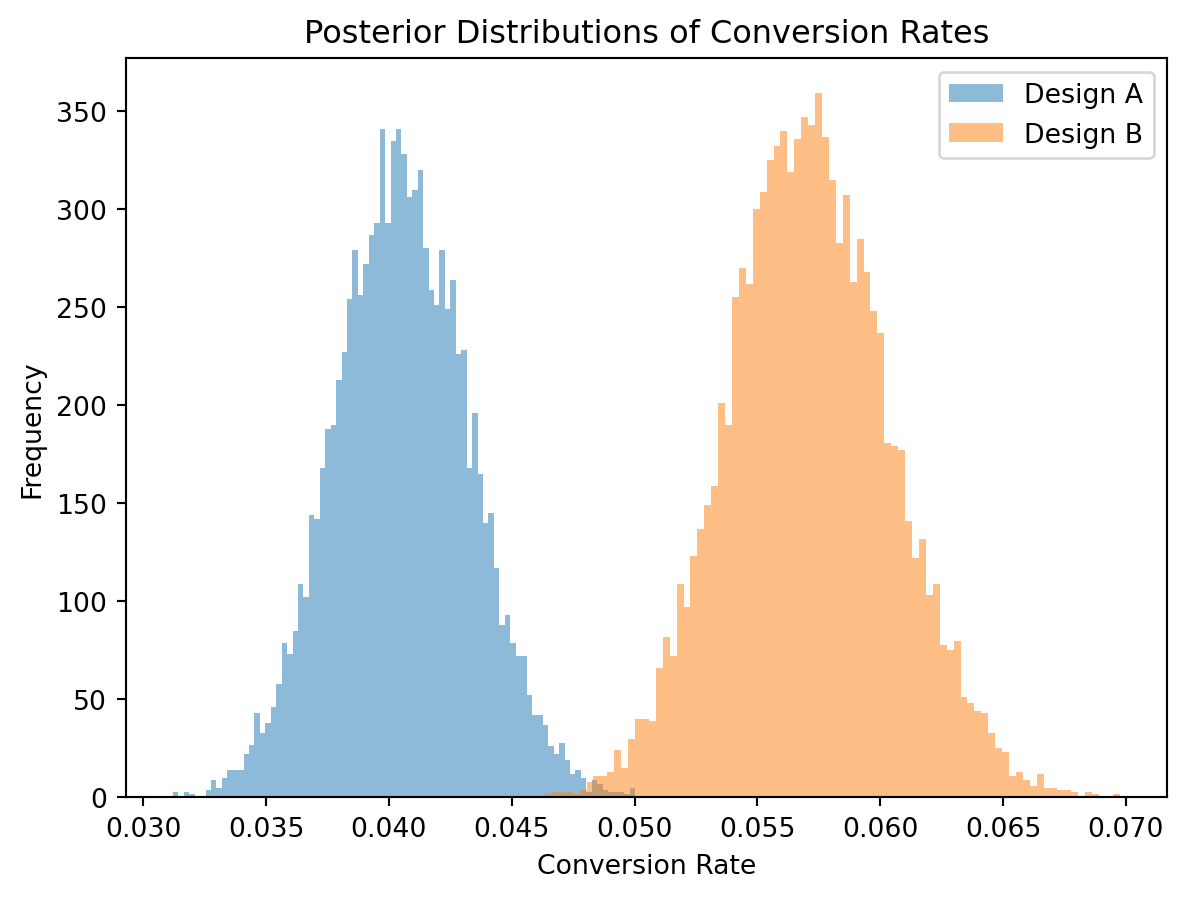 Posterior Distributions of Conversion Rates
Design A
Design B
Frequency
350
300
250
200
150
100
50
0
0.030 0.035 0.040 0.045 0.050 0.055 0.060 0.065 0.070
Conversion Rate